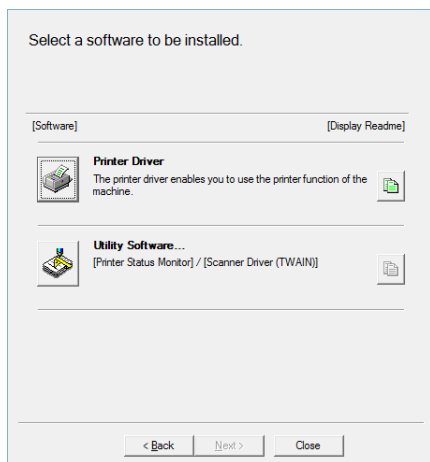 Select a software to be installed.
[Software] [Display Readme]
Printer Driver
The printer driver enables you to use the printer function of the
machine.
Utility Software...
[Printer Status Monitor] / [Scanner Driver (TWAIN)]
< Back Next > Close